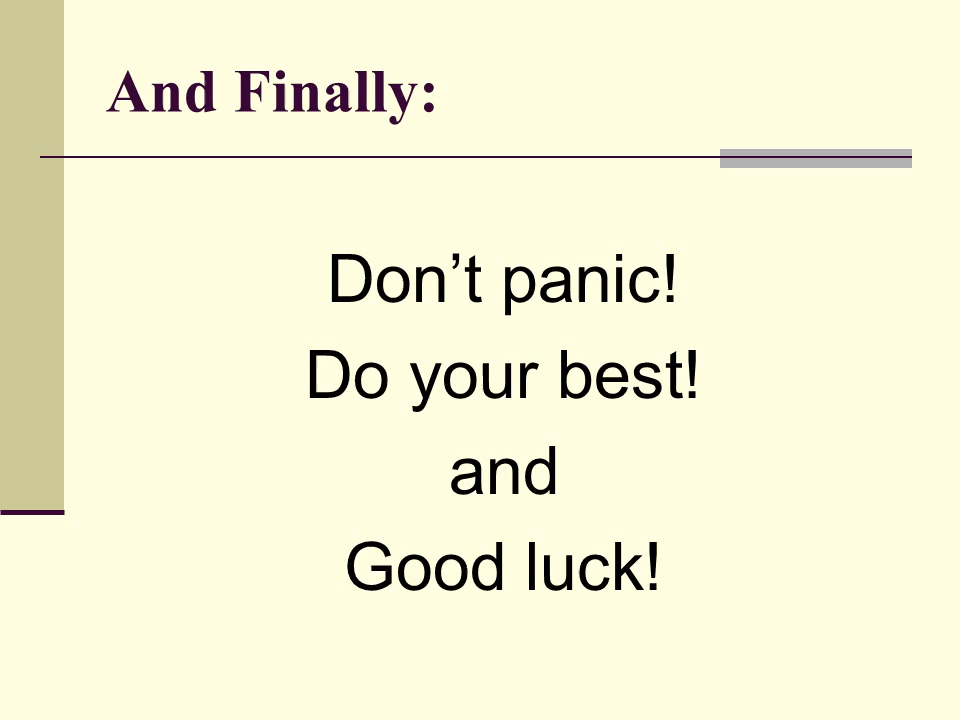 And Finally:
Don’t panic!
Do your best!
and
Good luck!